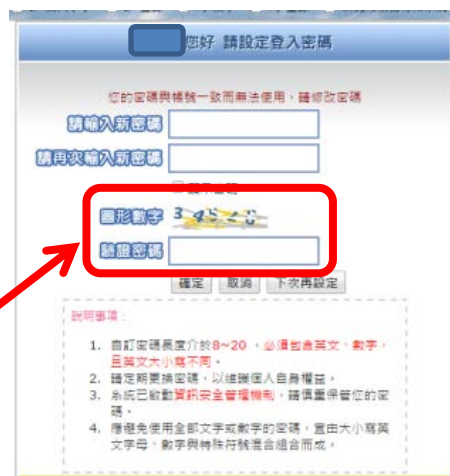 您好 請設定登入密碼
您的密碼與帳號一致而無法使用，請修改密碼
請輸入新密碼
請再次輸入新密碼
顯示密碼
圖形數字
驗證密碼
確定 取消 下次再設定
說明事項：
1. 自訂密碼長度介於8~20 ，必須包含英文、數字，
且英文大小寫不同。
2. 請定期更換密碼，以維護個人自身權益。
3. 系統已啟動資訊安全管理機制，請慎重保管您的密
碼。
4. 應避免使用全部文字或數字的密碼，宜由大小寫英
文字母、數字與特殊符號混合組合而成。